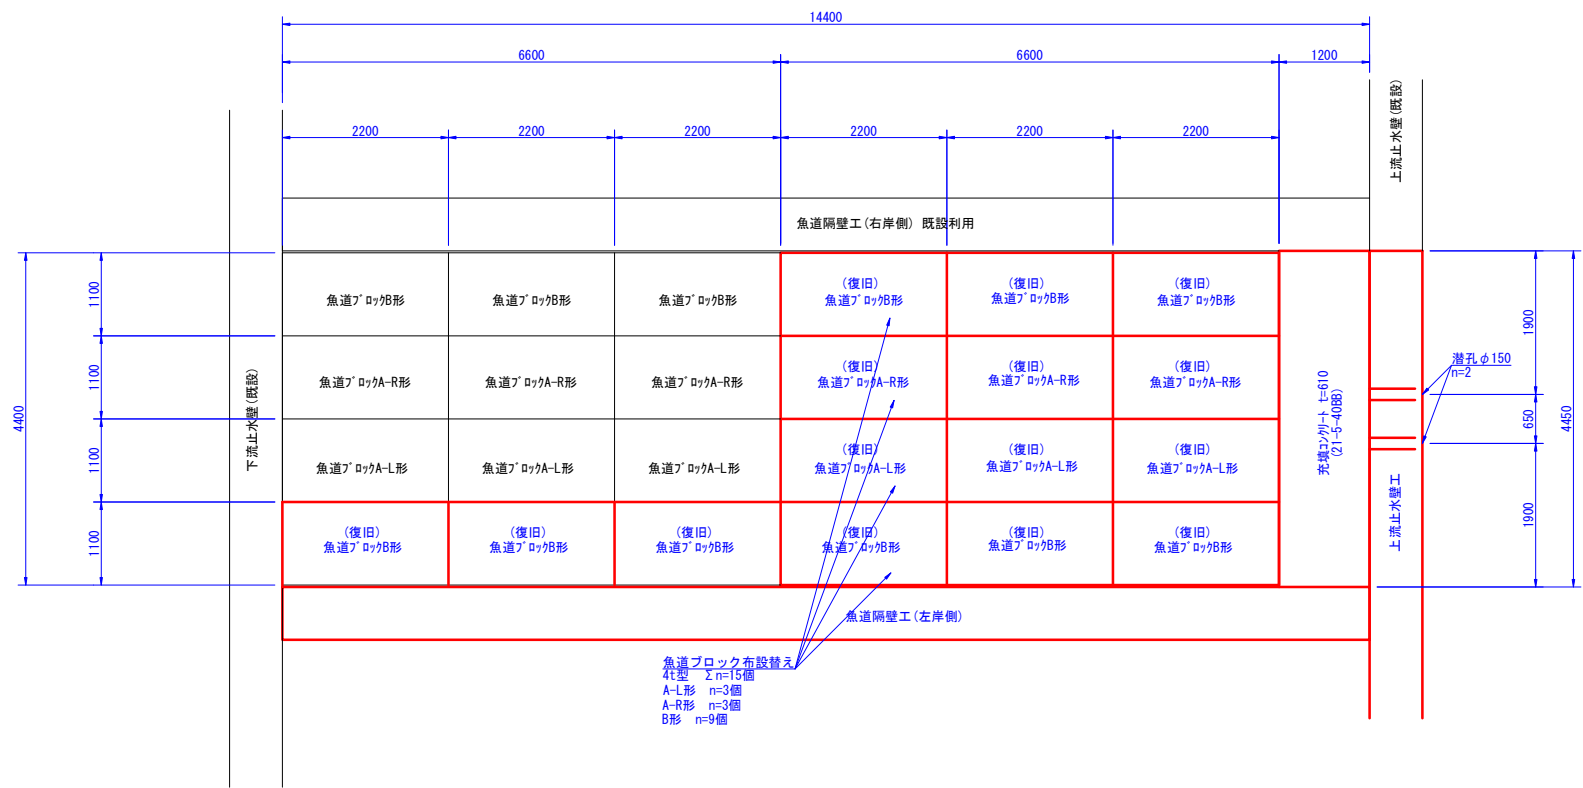 14400
6600
6600
1200
2200
2200
2200
2200
2200
2200
上流止水壁(既設)
魚道隔壁工(右岸側) 既設利用
下流止水壁(既設)
4400
1100
1100
1100
1100
魚道ﾌﾞﾛｯｸB形
魚道ﾌﾞﾛｯｸB形
魚道ﾌﾞﾛｯｸB形
(復旧)
魚道ﾌﾞﾛｯｸB形
(復旧)
魚道ﾌﾞﾛｯｸB形
(復旧)
魚道ﾌﾞﾛｯｸB形
魚道ﾌﾞﾛｯｸA-R形
魚道ﾌﾞﾛｯｸA-R形
魚道ﾌﾞﾛｯｸA-R形
(復旧)
魚道ﾌﾞﾛｯｸA-R形
(復旧)
魚道ﾌﾞﾛｯｸA-R形
(復旧)
魚道ﾌﾞﾛｯｸA-R形
魚道ﾌﾞﾛｯｸA-L形
魚道ﾌﾞﾛｯｸA-L形
魚道ﾌﾞﾛｯｸA-L形
(復旧)
魚道ﾌﾞﾛｯｸA-L形
(復旧)
魚道ﾌﾞﾛｯｸA-L形
(復旧)
魚道ﾌﾞﾛｯｸA-L形
(復旧)
魚道ﾌﾞﾛｯｸB形
(復旧)
魚道ﾌﾞﾛｯｸB形
(復旧)
魚道ﾌﾞﾛｯｸB形
(復旧)
魚道ﾌﾞﾛｯｸB形
(復旧)
魚道ﾌﾞﾛｯｸB形
(復旧)
魚道ﾌﾞﾛｯｸB形
充填ｺﾝｸﾘｰﾄ t=610
(21-5-40BB)
上流止水壁工
潜孔φ150
n=2
1900
650
1900
4450
魚道隔壁工(左岸側)
魚道ブロック布設替え
4t型 Σn=15個
A-L形 n=3個
A-R形 n=3個
B形 n=9個